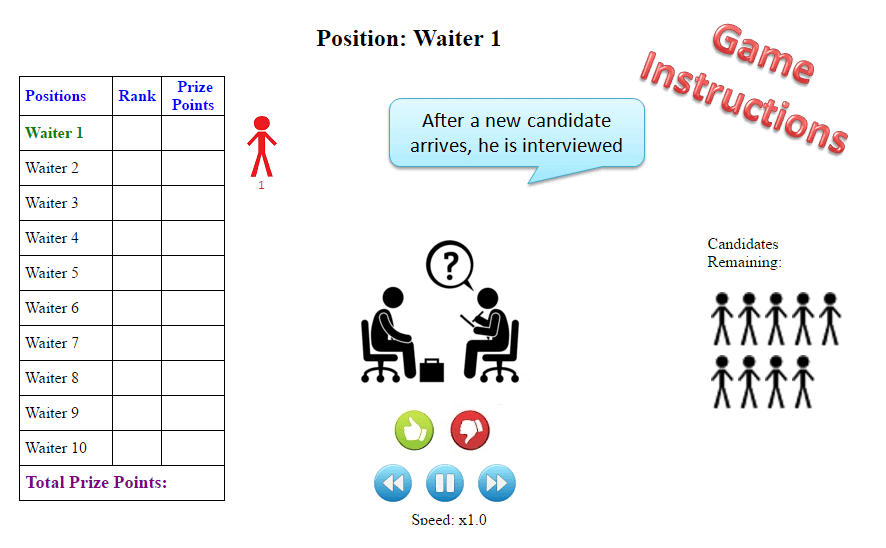 Position: Waiter 1
Game
Instructions
Positions Rank Prize Points
Waiter 1
Waiter 2
Waiter 3
Waiter 4
Waiter 5
Waiter 6
Waiter 7
Waiter 8
Waiter 9
Waiter 10
Total Prize Points:
1
After a new candidate
arrives, he is interviewed
?
Candidates
Remaining:
Speed: x1.0